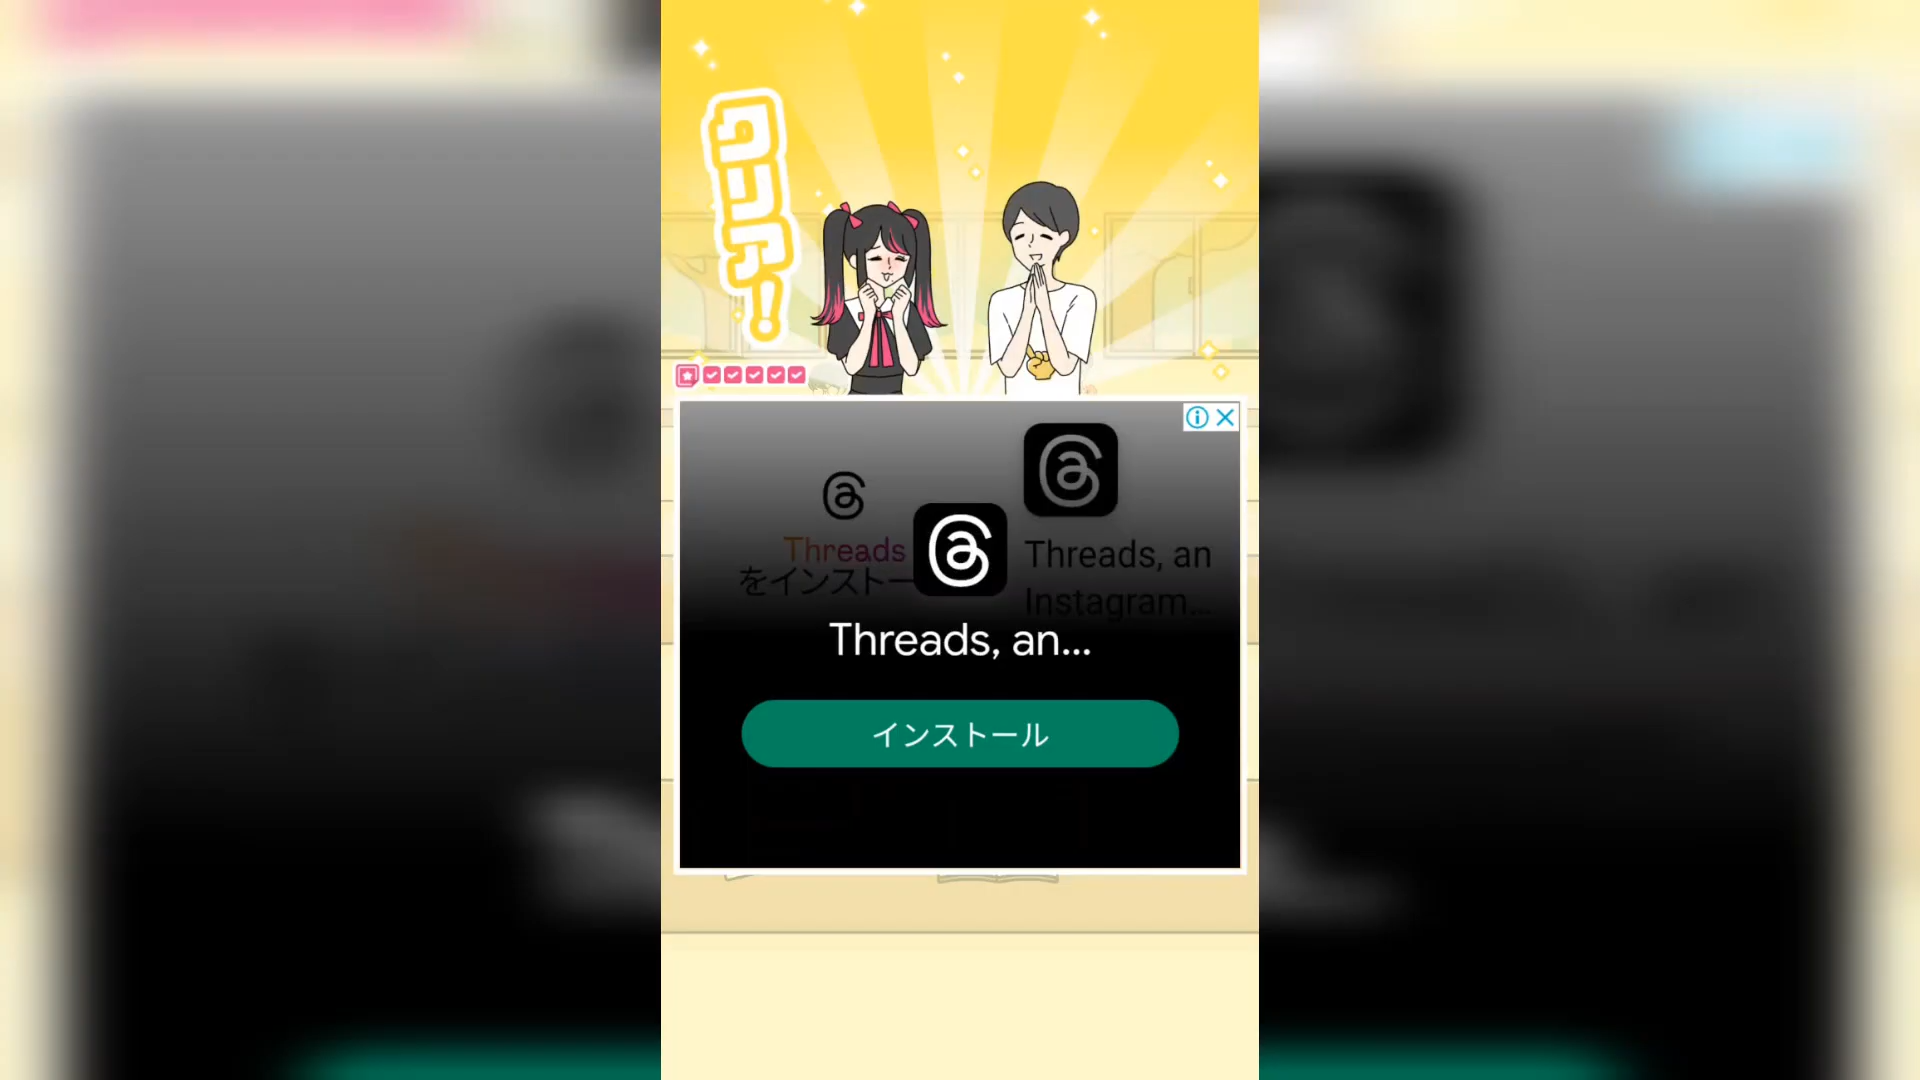 クリア!
Threads
をインストー
Threads, an
Instagram...
Threads, an...
インストール